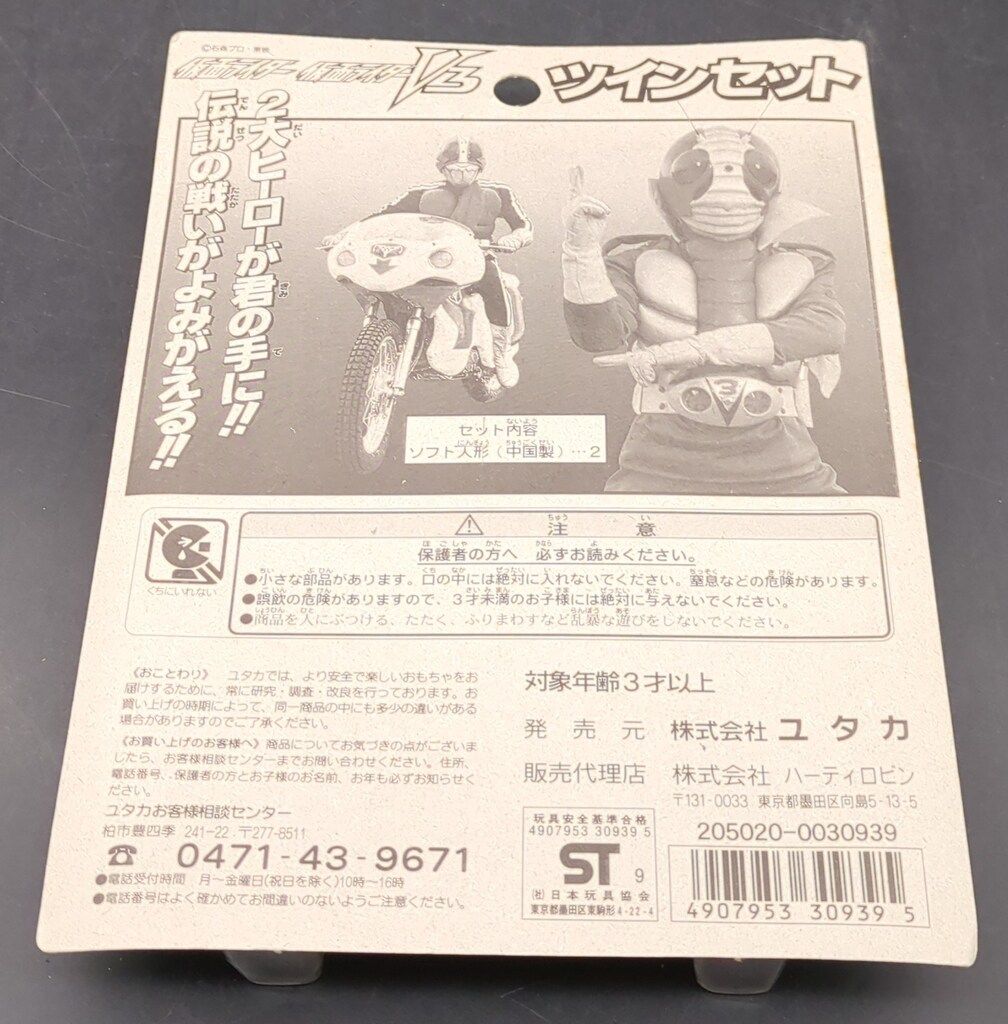 ©石森プロ・東映
仮面ライダー 仮面ライダーV3 ツインセット
2大ヒーローが君の手に!!
伝説の戦いがよみがえる!!
セット内容
ソフト人形(中国製)…2
くちにいれない
⚠ 注意
保護者の方へ 必ずお読みください。
●小さな部品があります。口の中には絶対に入れないでください。窒息などの危険があります。
●誤飲の危険がありますので、3才未満のお子様には絶対に与えないでください。
●商品を人にぶつける、たたく、ふりまわすなど乱暴な遊びをしないでください。
《おことわり》 ユタカでは、より安全で楽しいおもちゃをお
届けするために、常に研究・調査・改良を行っております。お
買い上げの時期によって、同一商品の中にも多少の違いがある
場合がありますのでご了承ください。
《お買い上げのお客様へ》商品についてお気づきの点がございま
したら、お客様相談センターまでお問い合わせください。住所、
電話番号、保護者の方とお子様のお名前、お年も必ずお知らせく
ださい。
ユタカお客様相談センター
柏市豊四季 241-22 〒277-8511
☎ 0471-43-9671
●電話受付時間 月~金曜日(祝日を除く)10時~16時
●電話番号はよく確かめてお間違いのないようご注意ください。
対象年齢3才以上
発売元 株式会社 ユタカ
販売代理店 株式会社 ハーティロビン
〒131-0033 東京都墨田区向島5-13-5
玩具安全基準合格
4907953 30939 5
ST 9
(社)日本玩具協会
東京都墨田区東駒形4-22-4
205020-0030939
4907953 309395